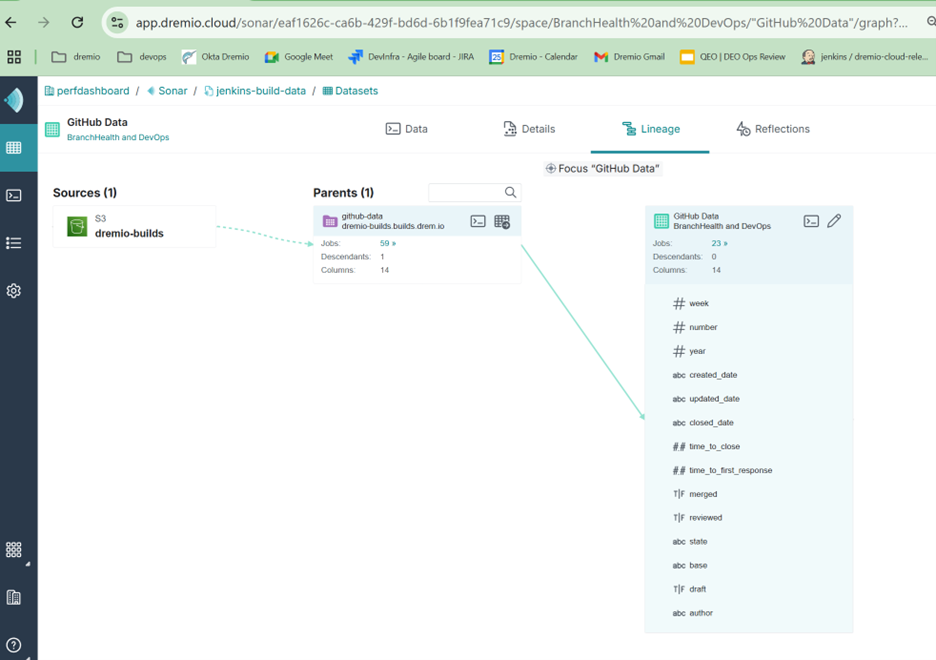 app.dremio.cloud/sonar/eaf1626c-ca6b-429f-bd6d-6b1f9fea71c9/space/BranchHealth%20and%20DevOps/"GitHub%20Data"/graph?...
dremio devops Okta Dremio Google Meet DevInfra - Agile board - JIRA Dremio - Calendar Dremio Gmail QEO | DEO Ops Review jenkins / dremio-cloud-rele...
perfdashboard / Sonar / jenkins-build-data / Datasets
GitHub Data
BranchHealth and DevOps
Data Details Lineage Reflections
Focus “GitHub Data”
Sources (1)
S3
dremio-builds
Parents (1)
github-data
dremio-builds.builds.drem.io
Jobs: 59 »
Descendants: 1
Columns: 14
GitHub Data
BranchHealth and DevOps
Jobs: 23 »
Descendants: 0
Columns: 14
# week
# number
# year
abc created_date
abc updated_date
abc closed_date
## time_to_close
## time_to_first_response
T|F merged
T|F reviewed
abc state
abc base
T|F draft
abc author